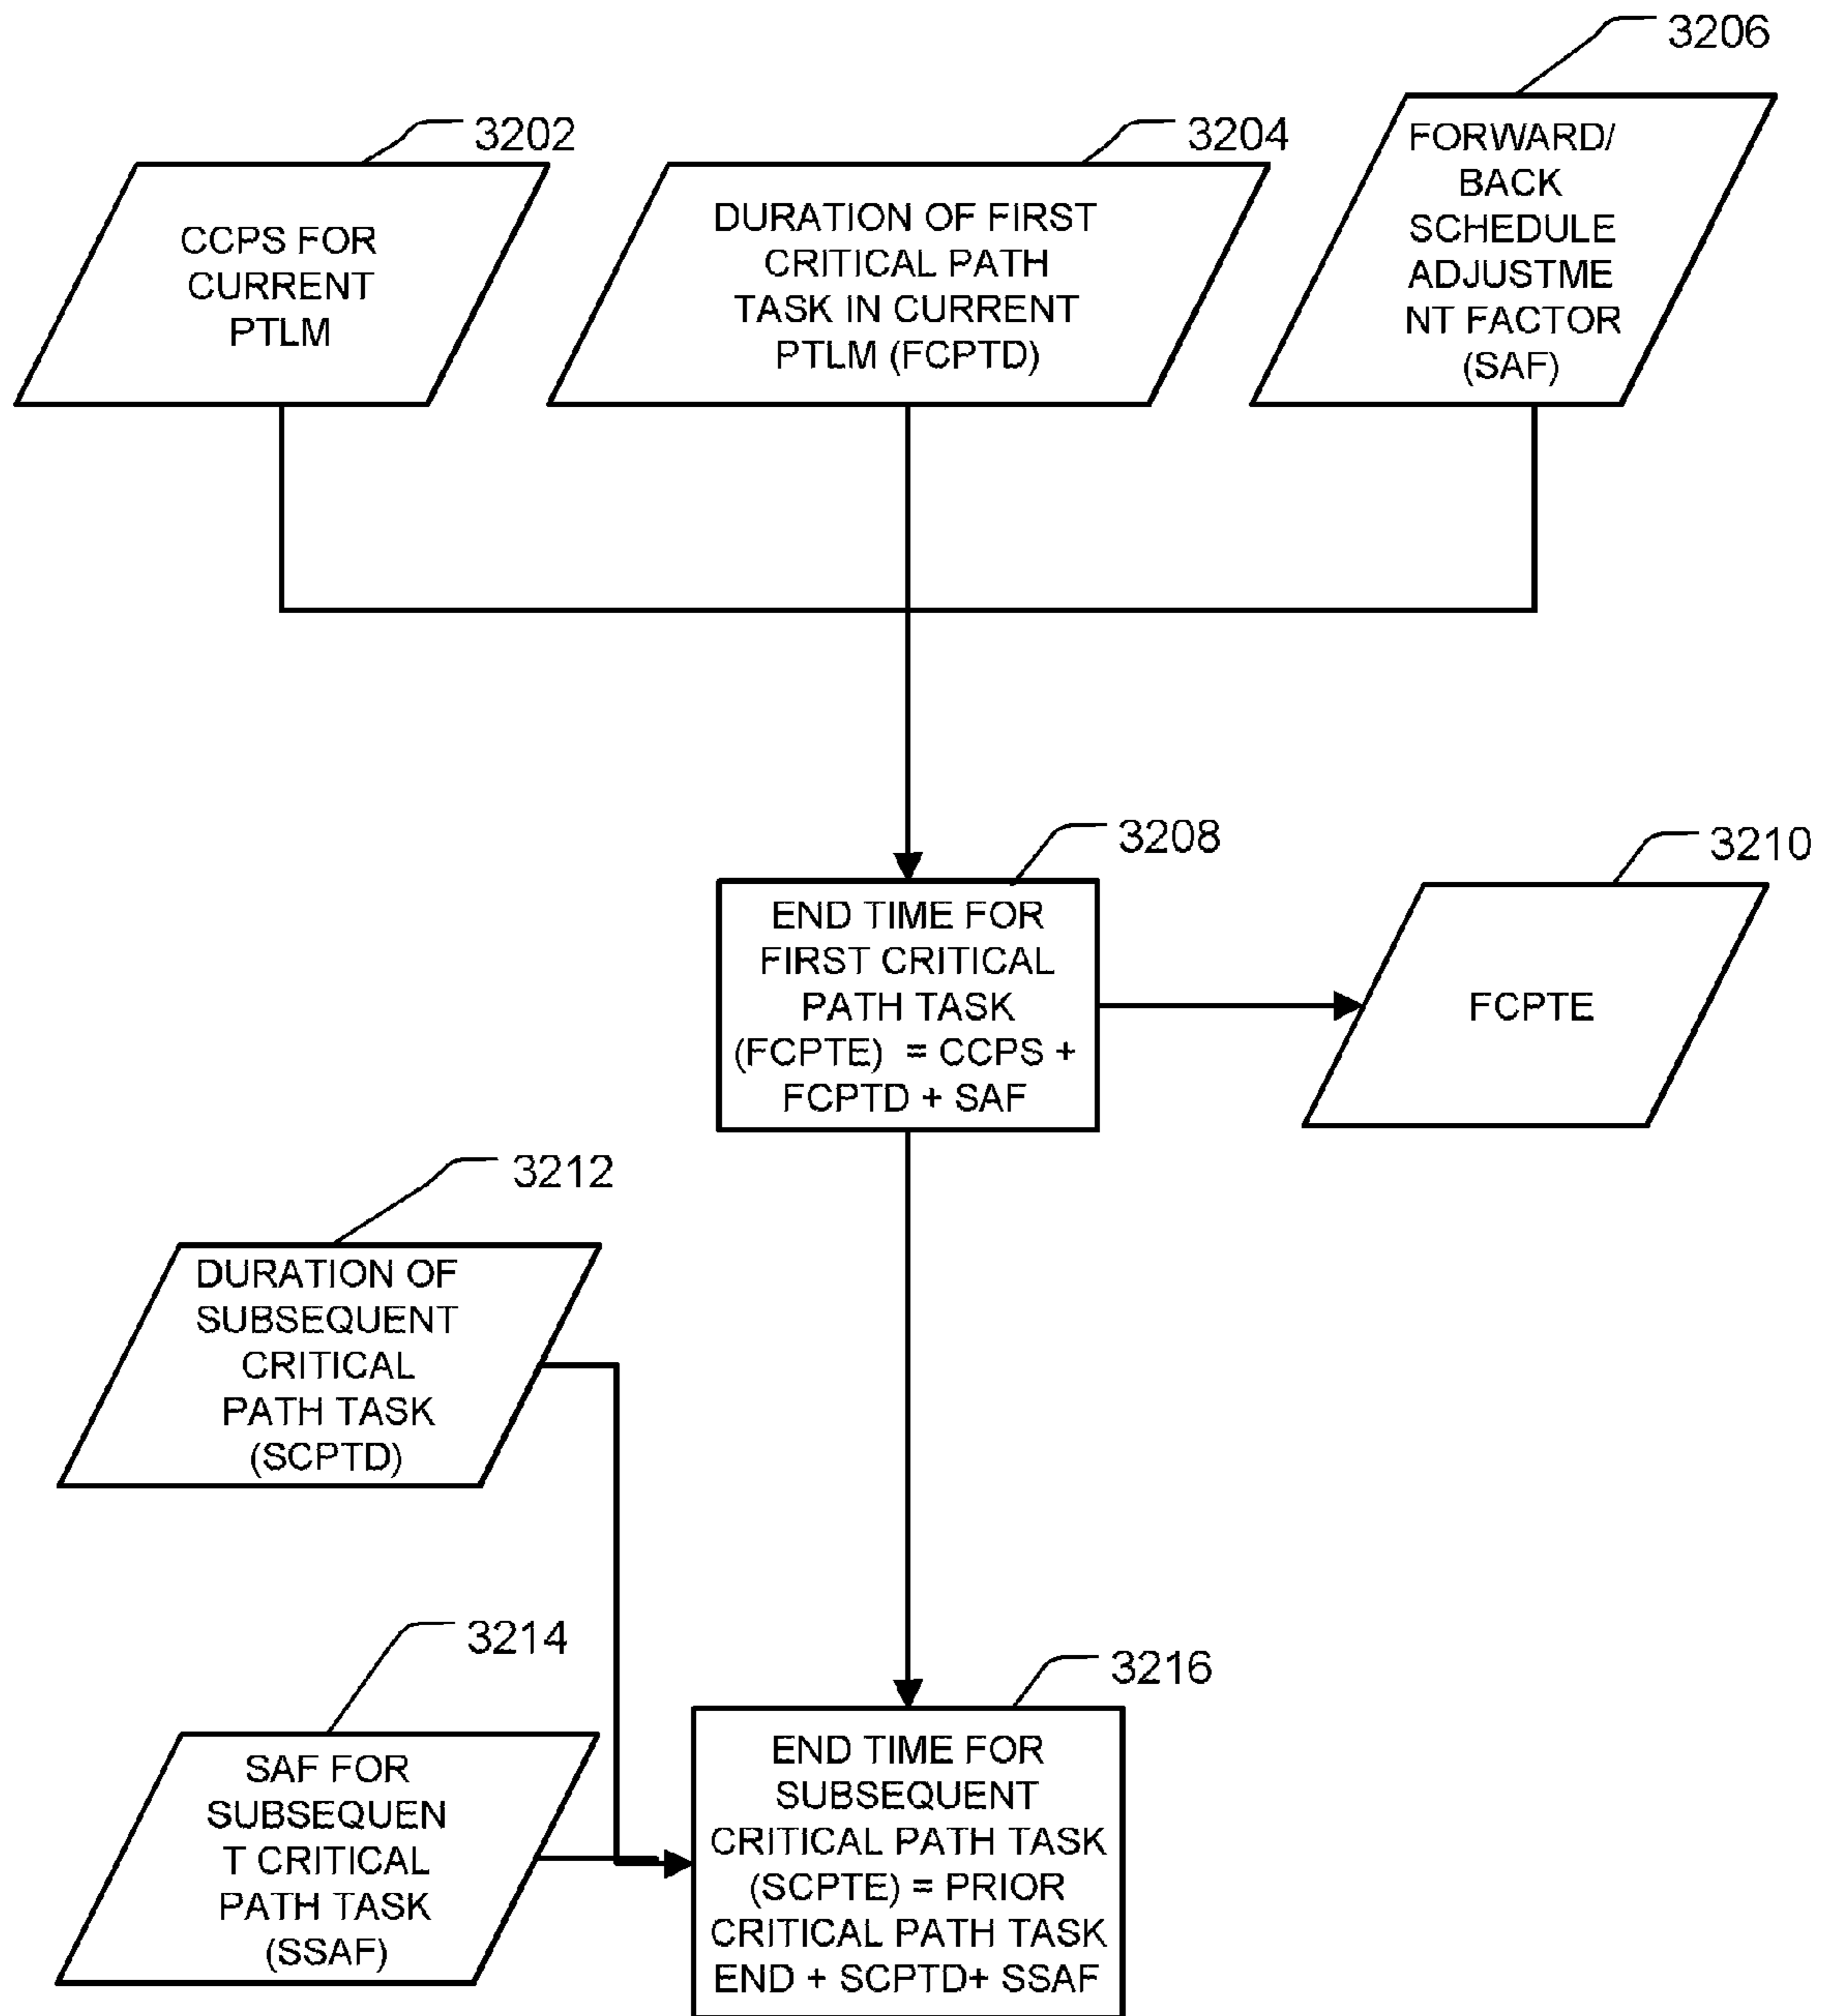 3202
CCPS FOR
CURRENT
PTLM
3204
DURATION OF FIRST
CRITICAL PATH
TASK IN CURRENT
PTLM (FCPTD)
3206
FORWARD/
BACK
SCHEDULE
ADJUSTME
NT FACTOR
(SAF)
3208
END TIME FOR
FIRST CRITICAL
PATH TASK
(FCPTE) = CCPS +
FCPTD + SAF
3210
FCPTE
3212
DURATION OF
SUBSEQUENT
CRITICAL
PATH TASK
(SCPTD)
3214
SAF FOR
SUBSEQUEN
T CRITICAL
PATH TASK
(SSAF)
3216
END TIME FOR
SUBSEQUENT
CRITICAL PATH TASK
(SCPTE) = PRIOR
CRITICAL PATH TASK
END + SCPTD+ SSAF